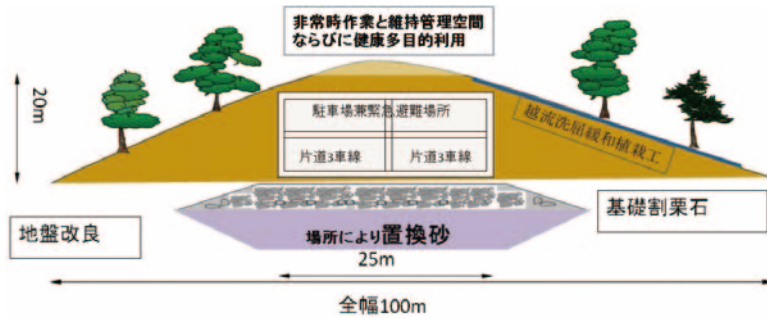 非常時作業と維持管理空間
ならびに健康多目的利用
20m
駐車場兼緊急避難場所
片道3車線
片道3車線
越流洗屈緩和植栽工
地盤改良
基礎割栗石
場所により置換砂
25m
全幅100m